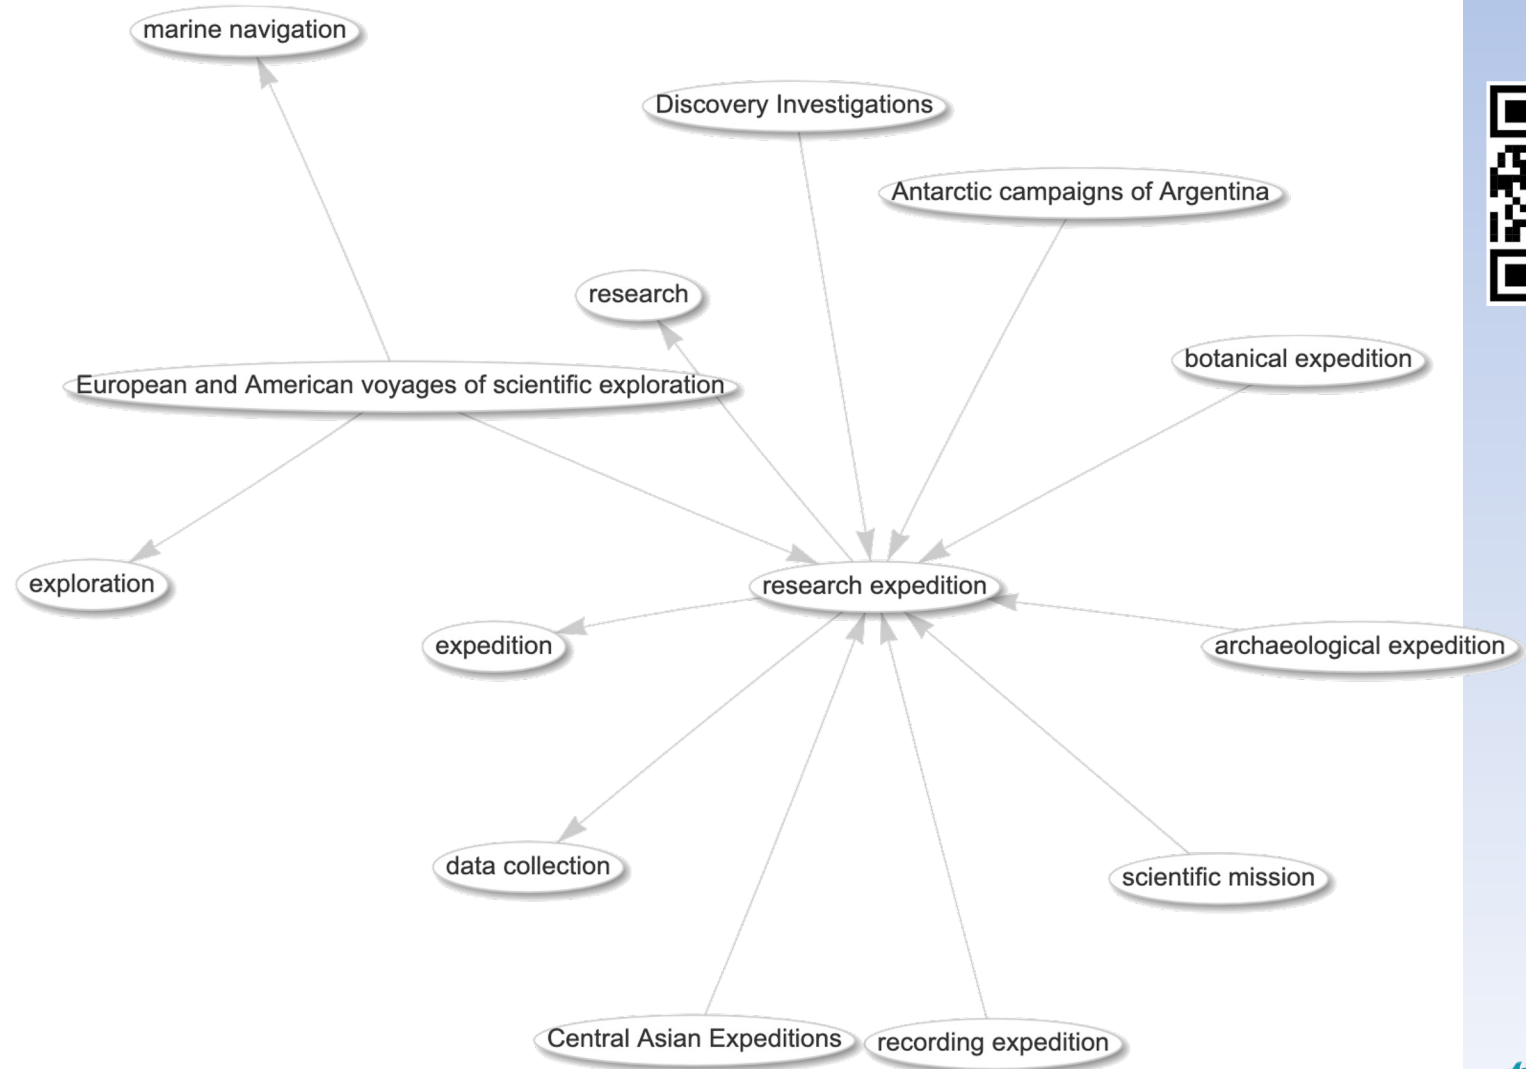 marine navigation
Discovery Investigations
Antarctic campaigns of Argentina
research
botanical expedition
European and American voyages of scientific exploration
exploration
research expedition
expedition
archaeological expedition
data collection
scientific mission
Central Asian Expeditions
recording expedition